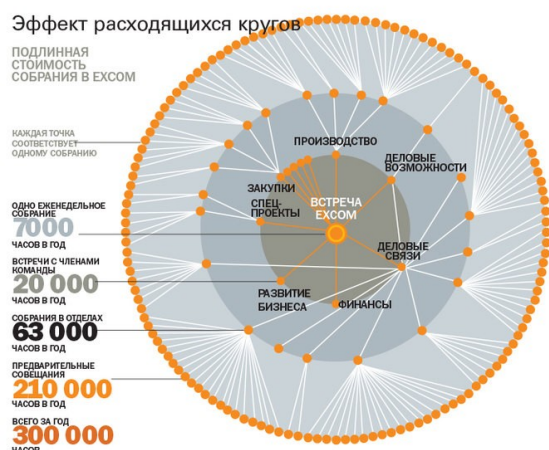 Эффект расходящихся кругов
ПОДЛИННАЯ
СТОИМОСТЬ
СОБРАНИЯ В EXCOM
КАЖДАЯ ТОЧКА
СООТВЕТСТВУЕТ
ОДНОМУ СОБРАНИЮ
ПРОИЗВОДСТВО
ДЕЛОВЫЕ
ВОЗМОЖНОСТИ
ЗАКУПКИ
СПЕЦ-
ПРОЕКТЫ
ВСТРЕЧА
EXCOM
ДЕЛОВЫЕ
СВЯЗИ
РАЗВИТИЕ
БИЗНЕСА
ФИНАНСЫ
ОДНО ЕЖЕНЕДЕЛЬНОЕ
СОБРАНИЕ
7000
ЧАСОВ В ГОД
ВСТРЕЧИ С ЧЛЕНАМИ
КОМАНДЫ
20 000
ЧАСОВ В ГОД
СОБРАНИЯ В ОТДЕЛАХ
63 000
ЧАСОВ В ГОД
ПРЕДВАРИТЕЛЬНЫЕ
СОВЕЩАНИЯ
210 000
ЧАСОВ В ГОД
ВСЕГО ЗА ГОД
300 000
ЧАСОВ